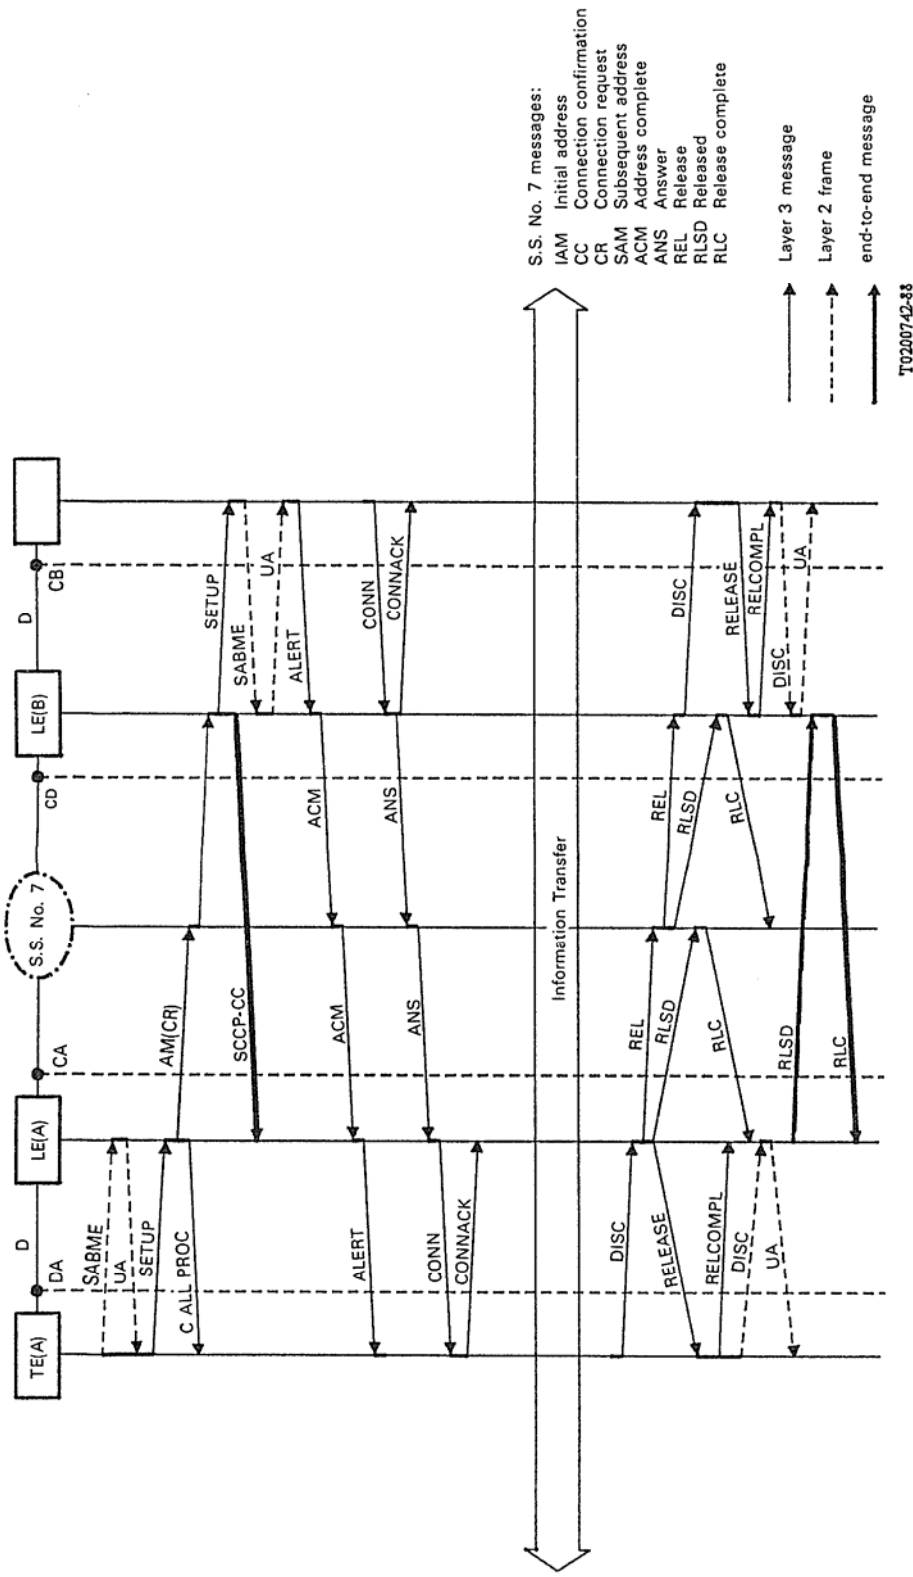 TE(A)
D
LE(A)
S.S. No. 7
LE(B)
D
DA
CA
CD
CB
SABME
UA
SETUP
C ALL PROC
AM(CR)
SETUP
SCCP-CC
SABME
UA
ALERT
ACM
ACM
ALERT
CONN
CONNACK
ANS
ANS
CONN
CONNACK
Information Transfer
DISC
REL
REL
DISC
RELEASE
RLSD
RLSD
RLC
RLC
RELEASE
RELCOMPL
RELCOMPL
DISC
UA
DISC
UA
RLSD
RLC
S.S. No. 7 messages:
IAM Initial address
CC Connection confirmation
CR Connection request
SAM Subsequent address
ACM Address complete
ANS Answer
REL Release
RLSD Released
RLC Release complete
Layer 3 message
Layer 2 frame
end-to-end message
T0200742-88